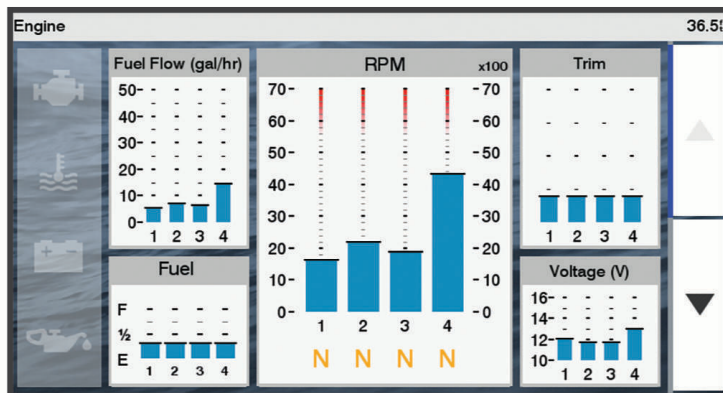 Engine 36.5
Fuel Flow (gal/hr)
50-
40-
30-
20-
10-
0-
1 2 3 4
RPM x100
70- -70
60- -60
50- -50
40- -40
30- -30
20- -20
10- -10
0- -0
1 2 3 4
N N N N
Trim
1 2 3 4
Fuel
F
½
E
1 2 3 4
Voltage (V)
16-
14-
12-
10-
1 2 3 4